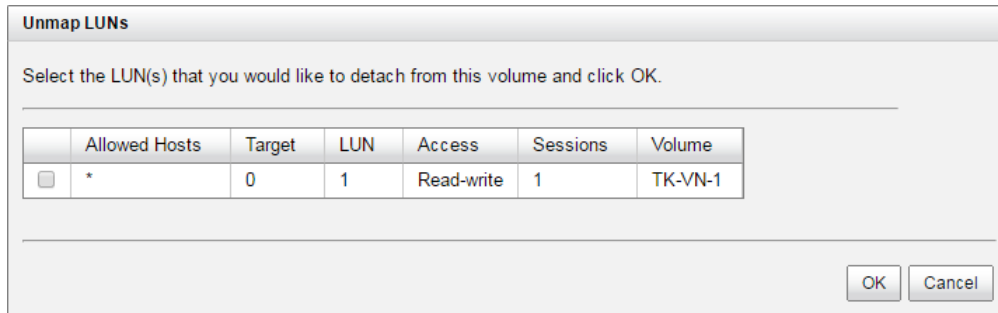 Unmap LUNs
Select the LUN(s) that you would like to detach from this volume and click OK.
Allowed Hosts Target LUN Access Sessions Volume
* 0 1 Read-write 1 TK-VN-1
OK Cancel